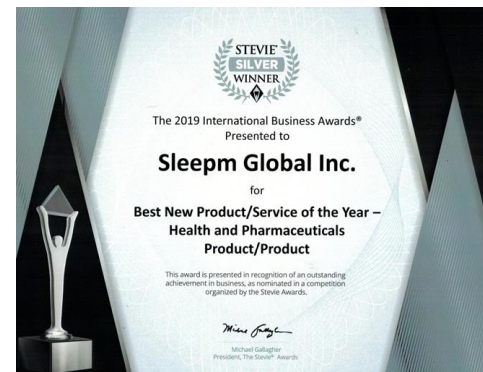 STEVIE®
SILVER
WINNER
The 2019 International Business Awards®
Presented to
Sleepm Global Inc.
for
Best New Product/Service of the Year –
Health and Pharmaceuticals
Product/Product
This award is presented in recognition of an outstanding
achievement in business, as nominated in a competition
organized by the Stevie Awards.
Michael Gallagher
President, The Stevie® Awards